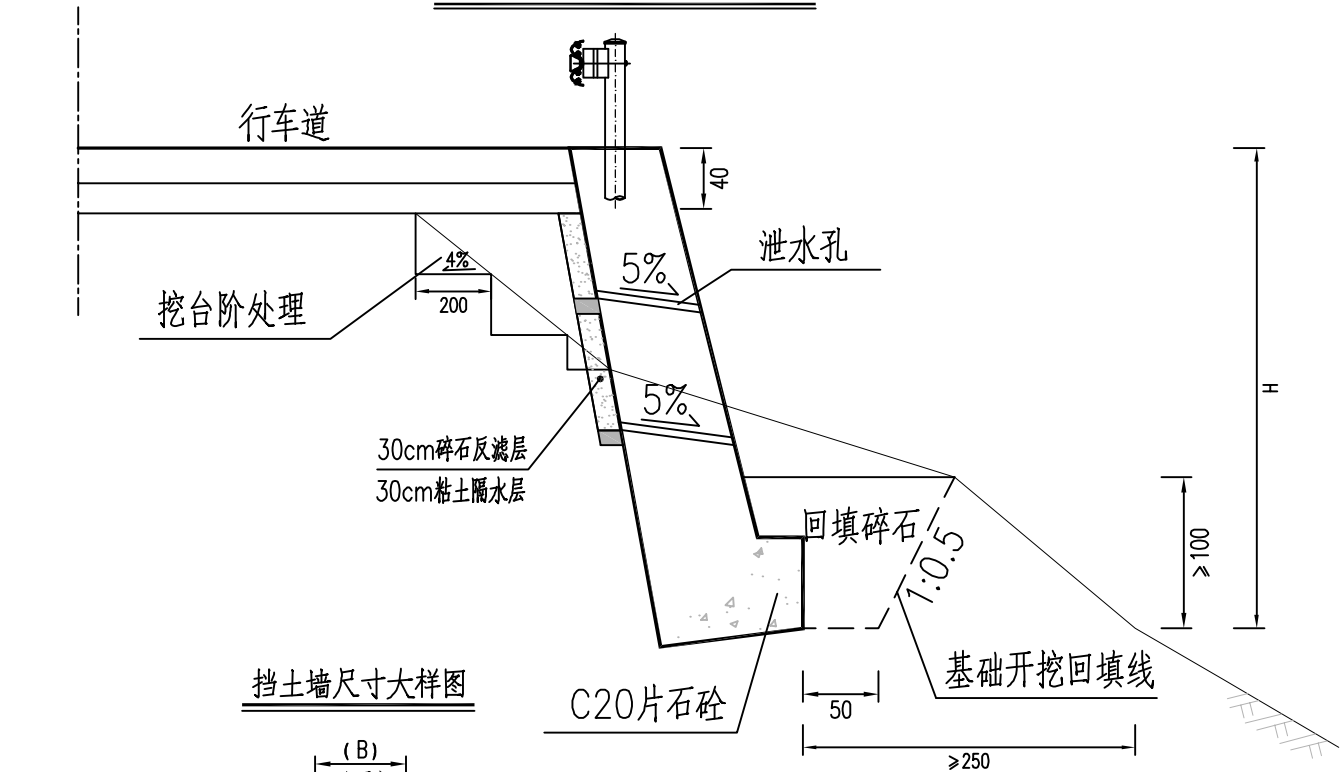 行车道
40
泄水孔
5%
4%
200
挖台阶处理
H
5%
30cm碎石反滤层
30cm粘土隔水层
回填碎石
1:0.5
≥100
基础开挖回填线
挡土墙尺寸大样图
C20片石砼
50
(B)
≥250